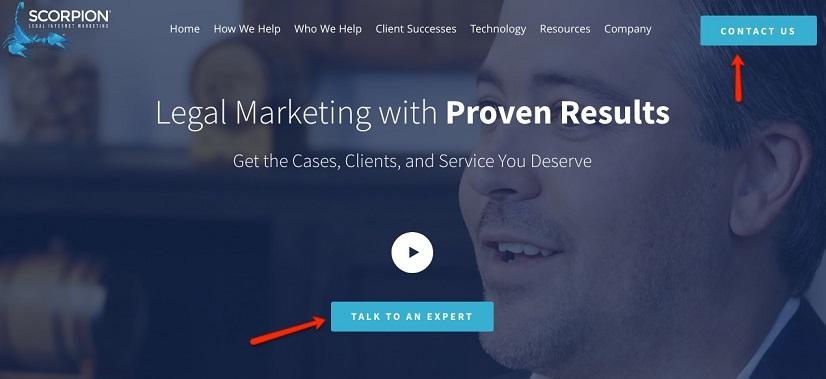 SCORPION®
LEGAL INTERNET MARKETING
Home How We Help Who We Help Client Successes Technology Resources Company
CONTACT US
Legal Marketing with Proven Results
Get the Cases, Clients, and Service You Deserve
TALK TO AN EXPERT